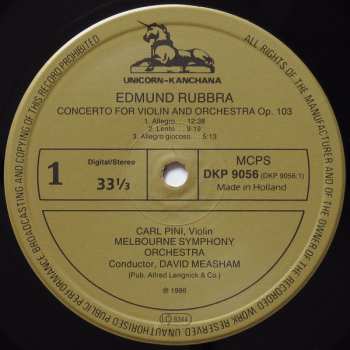 UNICORN-KANCHANA
EDMUND RUBBRA
CONCERTO FOR VIOLIN AND ORCHESTRA Op. 103
1. Allegro..... 12:38
2. Lento..... 9:19
3. Allegro giocoso.. 5:13
1
Digital/Stereo
33⅓
MCPS
DKP 9056 (DKP 9056:1)
Made in Holland
CARL PINI, Violin
MELBOURNE SYMPHONY
ORCHESTRA
Conductor, DAVID MEASHAM
(Pub. Alfred Lengnick & Co.)
℗ 1986
LC 6344
ALL RIGHTS OF THE MANUFACTURER AND OF THE OWNER OF THE RECORDED WORK RESERVED. UNAUTHORISED PUBLIC PERFORMANCE BROADCASTING AND COPYING OF THIS RECORD PROHIBITED